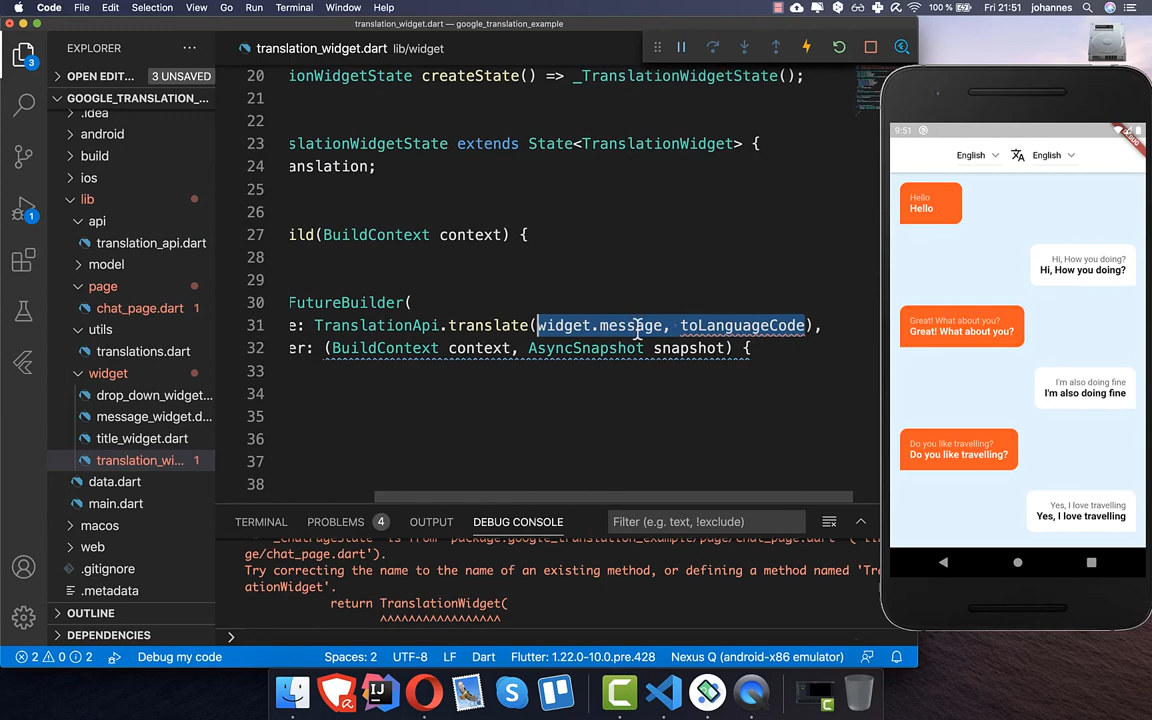 Code File Edit Selection View Go Run Terminal Window Help 100 % Fri 21:51 johannes
translation_widget.dart — google_translation_example
EXPLORER
3
OPEN EDIT... 3 UNSAVED
GOOGLE_TRANSLATION_...
.idea
android
build
ios
lib
api
translation_api.dart
model
page
chat_page.dart 1
utils
translations.dart
widget
drop_down_widget...
message_widget.d...
title_widget.dart
translation_wi... 1
data.dart
main.dart
macos
web
.gitignore
.metadata
OUTLINE
DEPENDENCIES
1
translation_widget.dart lib/widget
20 ionWidgetState createState() => _TranslationWidgetState();
21
22
23 slationWidgetState extends State<TranslationWidget> {
24 anslation;
25
26
27 ild(BuildContext context) {
28
29
30 FutureBuilder(
31 e: TranslationApi.translate(widget.message, toLanguageCode),
32 er: (BuildContext context, AsyncSnapshot snapshot) {
33
34
35
36
37
38
TERMINAL PROBLEMS 4 OUTPUT DEBUG CONSOLE Filter (e.g. text, !exclude)
ge/chat_page.dart').
Try correcting the name to the name of an existing method, or defining a method named 'Tra
ationWidget'.
return TranslationWidget(
^^^^^^^^^^^^^^^^^
2 0 2 Debug my code Spaces: 2 UTF-8 LF Dart Flutter: 1.22.0-10.0.pre.428 Nexus Q (android-x86 emulator)
9:51
English English
Hello
Hello
Hi, How you doing?
Hi, How you doing?
Great! What about you?
Great! What about you?
I'm also doing fine
I'm also doing fine
Do you like travelling?
Do you like travelling?
Yes, I love travelling
Yes, I love travelling